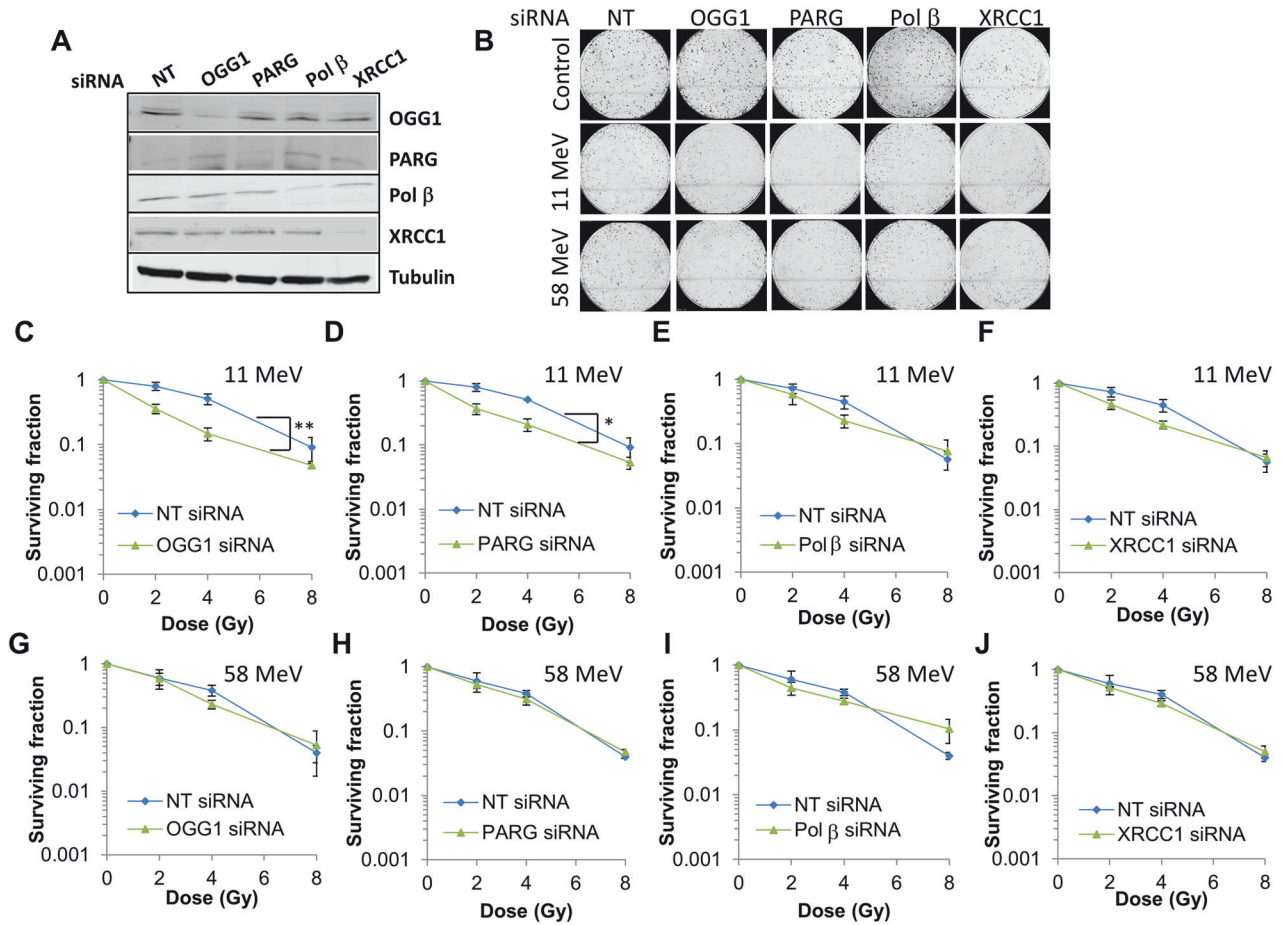 A
siRNA NT OGG1 PARG Pol β XRCC1
OGG1
PARG
Pol β
XRCC1
Tubulin
B
siRNA NT OGG1 PARG Pol β XRCC1
Control
11 MeV
58 MeV
C
11 MeV
Surviving fraction
1
0.1
0.01
0.001
**
NT siRNA
OGG1 siRNA
0 2 4 6 8
Dose (Gy)
D
11 MeV
Surviving fraction
1
0.1
0.01
0.001
*
NT siRNA
PARG siRNA
0 2 4 6 8
Dose (Gy)
E
11 MeV
Surviving fraction
1
0.1
0.01
0.001
NT siRNA
Pol β siRNA
0 2 4 6 8
Dose (Gy)
F
11 MeV
Surviving fraction
1
0.1
0.01
0.001
NT siRNA
XRCC1 siRNA
0 2 4 6 8
Dose (Gy)
G
58 MeV
Surviving fraction
1
0.1
0.01
0.001
NT siRNA
OGG1 siRNA
0 2 4 6 8
Dose (Gy)
H
58 MeV
Surviving fraction
1
0.1
0.01
0.001
NT siRNA
PARG siRNA
0 2 4 6 8
Dose (Gy)
I
58 MeV
Surviving fraction
1
0.1
0.01
0.001
NT siRNA
Pol β siRNA
0 2 4 6 8
Dose (Gy)
J
58 MeV
Surviving fraction
1
0.1
0.01
0.001
NT siRNA
XRCC1 siRNA
0 2 4 6 8
Dose (Gy)